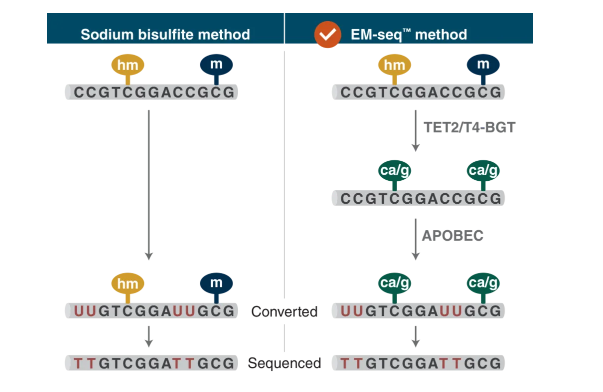 Sodium bisulfite method
EM-seq™ method
hm
m
hm
m
CCGTCGGACCGCG
CCGTCGGACCGCG
TET2/T4-BGT
ca/g
ca/g
CCGTCGGACCGCG
APOBEC
hm
m
ca/g
ca/g
UUGTCGGAUUGCG
Converted
UUGTCGGAUUGCG
TTGTCGGATTGCG
Sequenced
TTGTCGGATTGCG